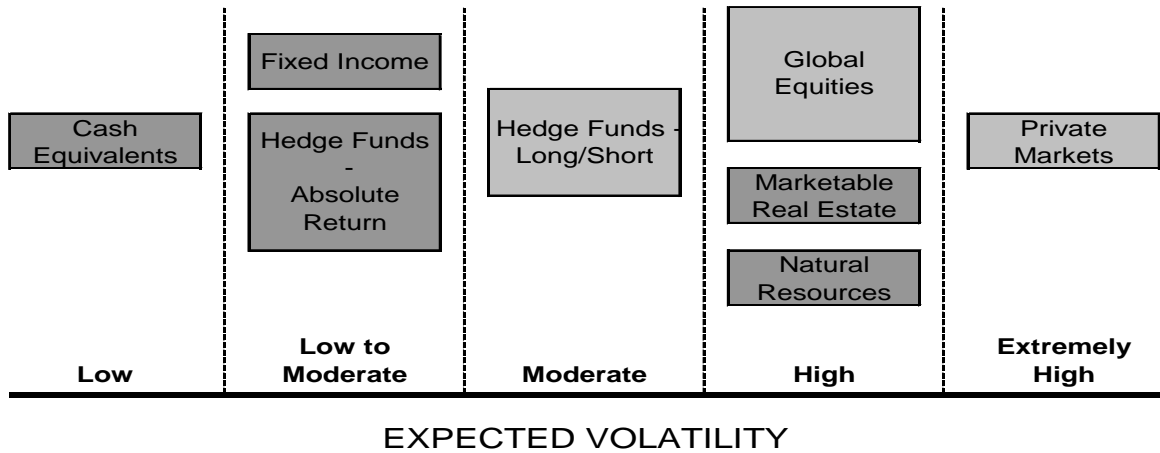 Cash
Equivalents
Fixed Income
Hedge Funds
-
Absolute
Return
Hedge Funds -
Long/Short
Global
Equities
Marketable
Real Estate
Natural
Resources
Private
Markets
Low
Low to
Moderate
Moderate
High
Extremely
High
EXPECTED VOLATILITY